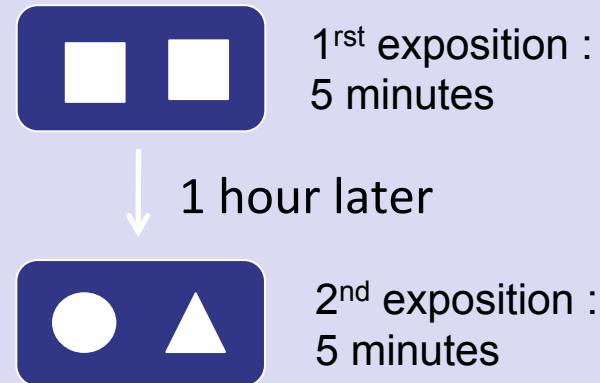 1rst exposition :
5 minutes
1 hour later
2nd exposition :
5 minutes